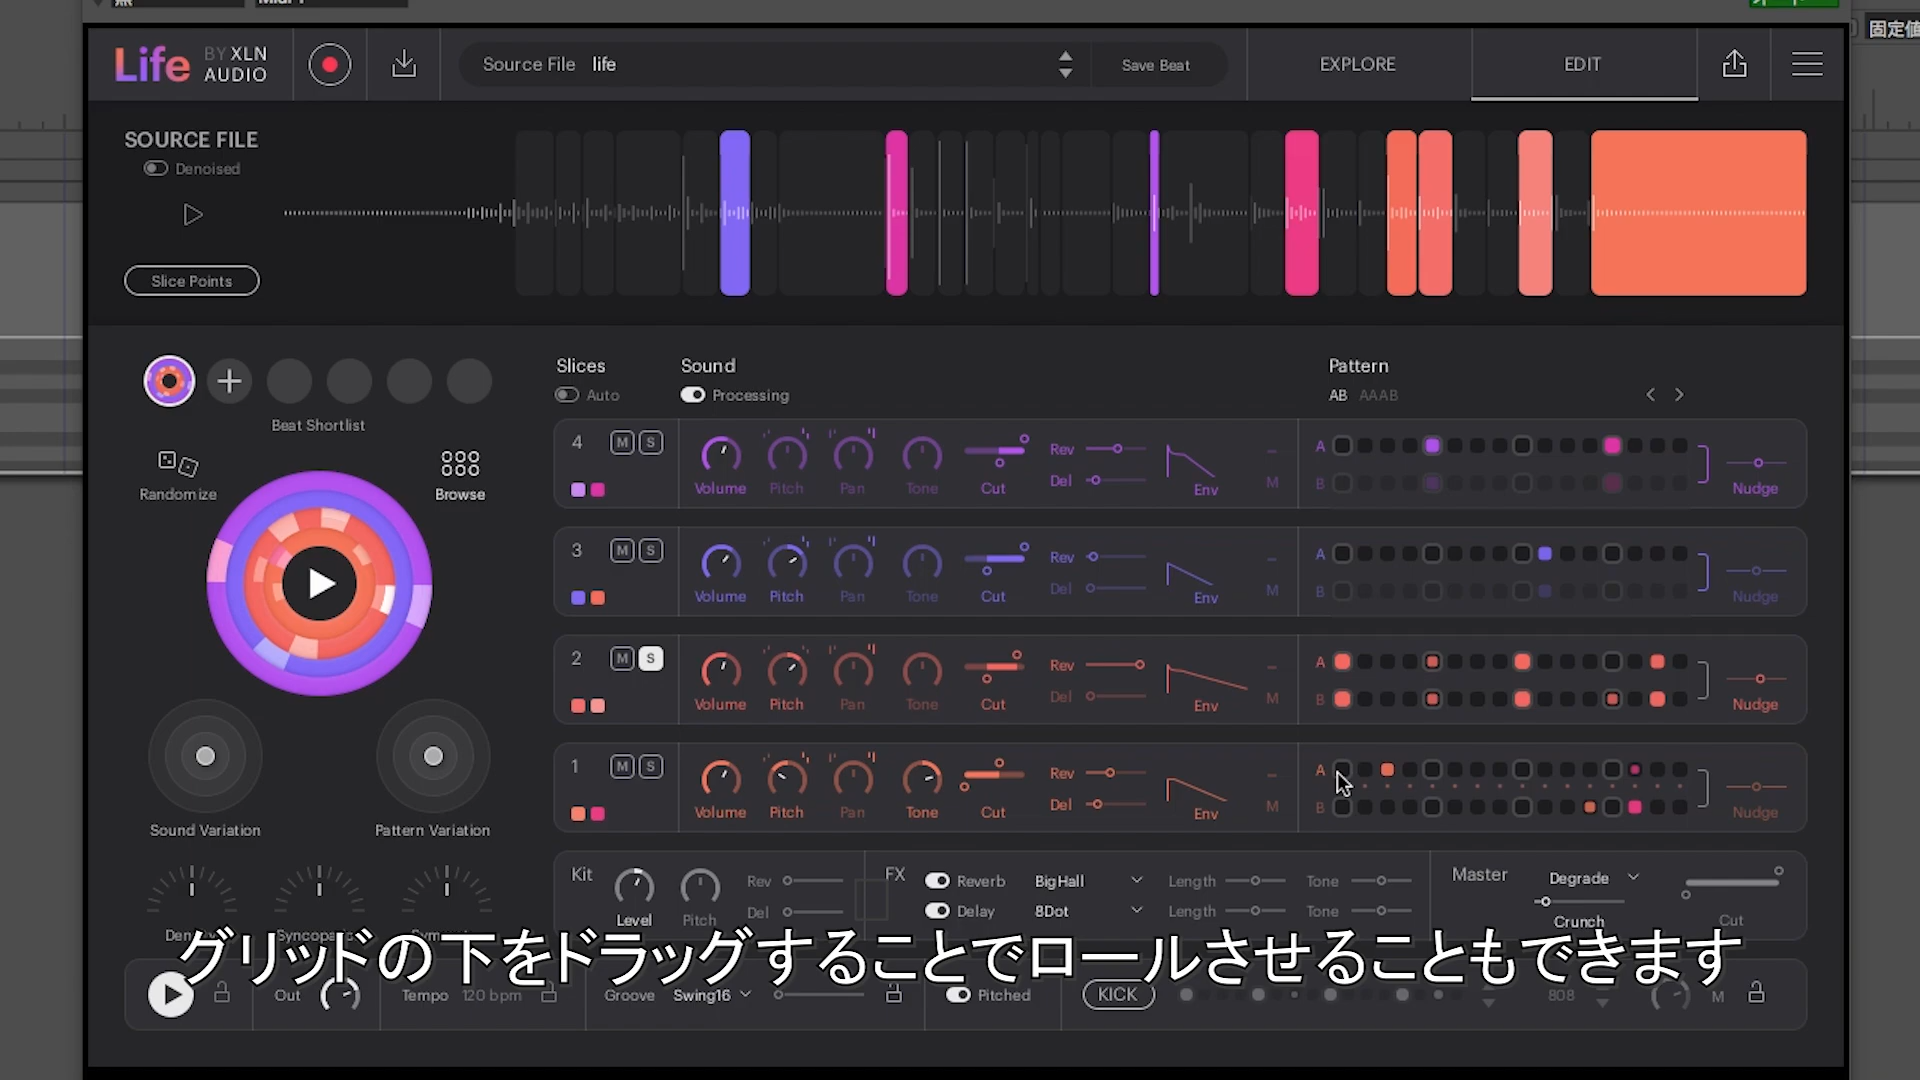 Life BY XLN AUDIO
Source File life
Save Beat
EXPLORE
EDIT
固定値
SOURCE FILE
Denoised
Slice Points
Slices
Auto
Sound
Processing
Pattern
AB AAAB
Beat Shortlist
Randomize
Browse
4 M S
Volume Pitch Pan Tone Cut
Rev
Del
Env
M
A
B
Nudge
3 M S
Volume Pitch Pan Tone Cut
Rev
Del
Env
M
A
B
Nudge
2 M S
Volume Pitch Pan Tone Cut
Rev
Del
Env
M
A
B
Nudge
1 M S
Volume Pitch Pan Tone Cut
Rev
Del
Env
M
A
B
Nudge
Sound Variation
Pattern Variation
Kit
Level
Pitch
Rev
Del
FX
Reverb BigHall Length Tone
Delay 8Dot Length Tone
Master
Degrade
Crunch
Cut
グリッドの下をドラッグすることでロールさせることもできます
Out
Tempo 120 bpm
Groove Swing16
Pitched
KICK
808
M